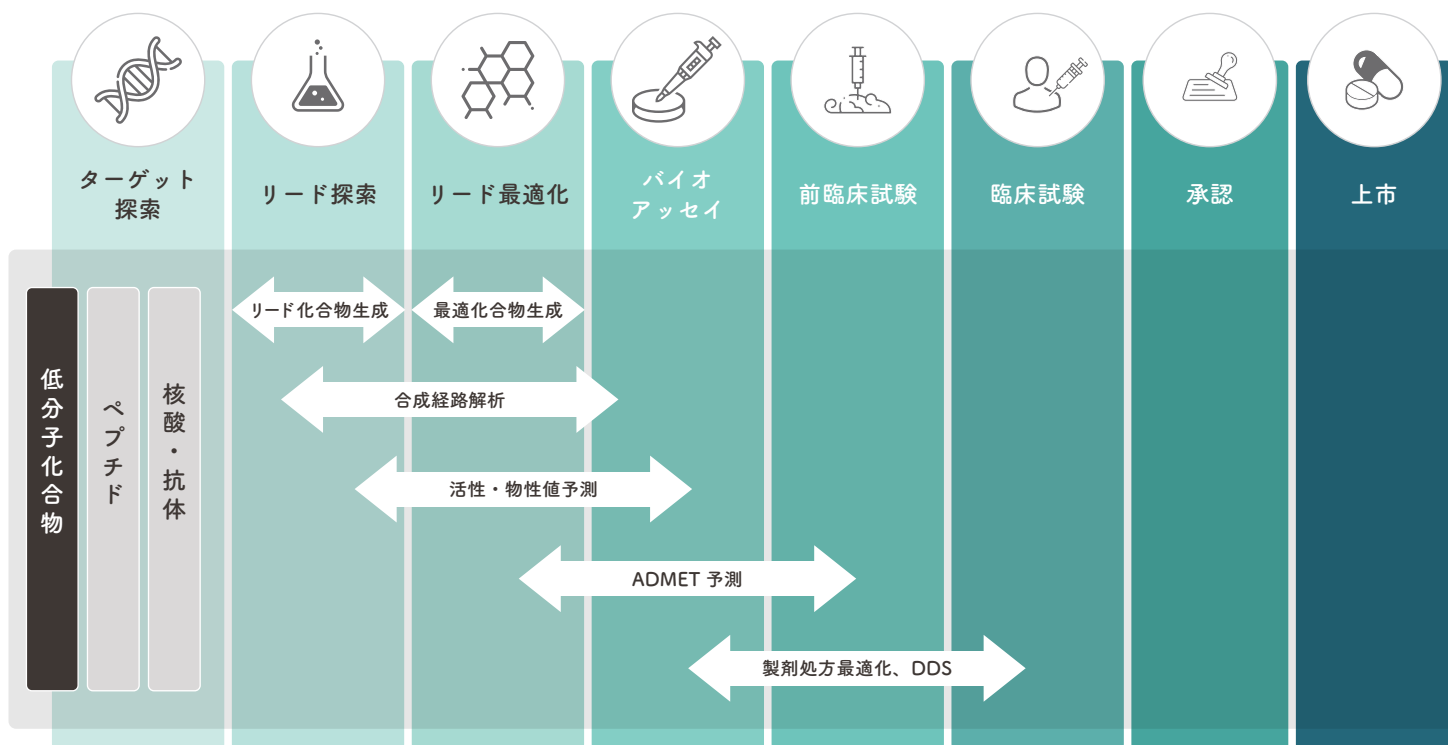 ターゲット
探索
リード探索
リード最適化
バイオ
アッセイ
前臨床試験
臨床試験
承認
上市
低分子化合物
ペプチド
核酸・抗体
リード化合物生成
最適化合物生成
合成経路解析
活性・物性値予測
ADMET 予測
製剤処方最適化、DDS